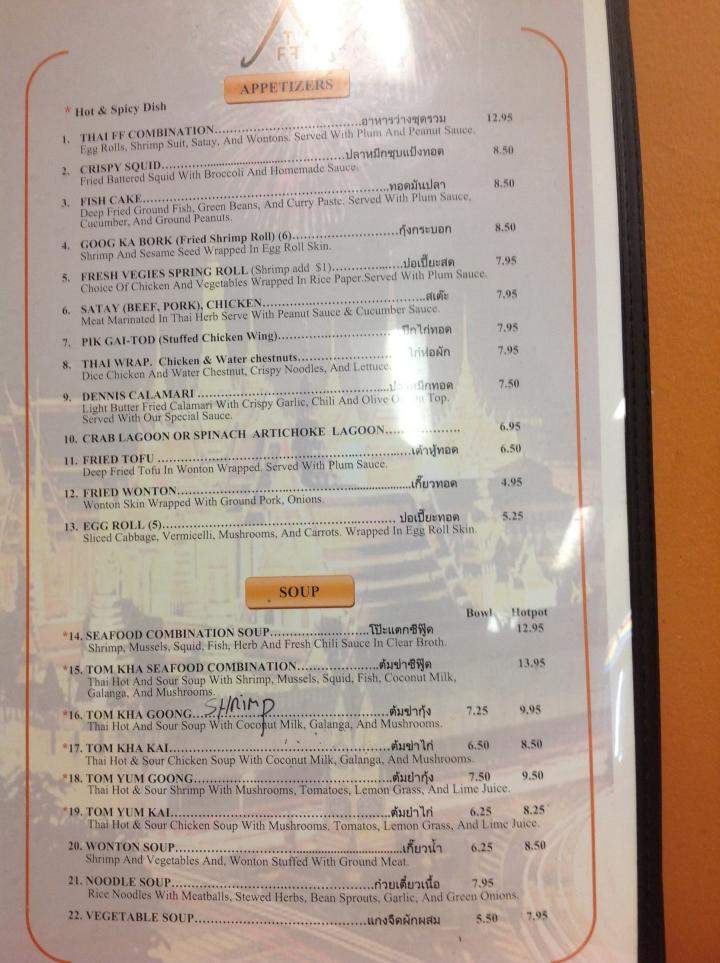 T
FF
APPETIZERS
* Hot & Spicy Dish
1. THAI FF COMBINATION.................................อาหารว่างชุดรวม 12.95
Egg Rolls, Shrimp Suit, Satay, And Wontons. Served With Plum And Peanut Sauce.
2. CRISPY SQUID.................................ปลาหมึกชุบแป้งทอด 8.50
Fried Battered Squid With Broccoli And Homemade Sauce.
3. FISH CAKE.................................ทอดมันปลา 8.50
Deep Fried Ground Fish, Green Beans, And Curry Paste. Served With Plum Sauce,
Cucumber, And Ground Peanuts.
4. GOOG KA BORK (Fried Shrimp Roll) (6)......................กุ้งกระบอก 8.50
Shrimp And Sesame Seed Wrapped In Egg Roll Skin.
5. FRESH VEGIES SPRING ROLL (Shrimp add $1)...............ปอเปี๊ยะสด 7.95
Choice Of Chicken And Vegetables Wrapped In Rice Paper.Served With Plum Sauce.
6. SATAY (BEEF, PORK), CHICKEN.................................สเต๊ะ 7.95
Meat Marinated In Thai Herb Serve With Peanut Sauce & Cucumber Sauce.
7. PIK GAI-TOD (Stuffed Chicken Wing).........................ปีกไก่ทอด 7.95
8. THAI WRAP. Chicken & Water chestnuts................... ไก่ห่อผัก 7.95
Dice Chicken And Water Chestnut, Crispy Noodles, And Lettuce.
9. DENNIS CALAMARI .................................ปลาหมึกทอด 7.50
Light Butter Fried Calamari With Crispy Garlic, Chili And Olive On Top.
Served With Our Special Sauce.
10. CRAB LAGOON OR SPINACH ARTICHOKE LAGOON.................. 6.95
11. FRIED TOFU .................................เต้าหู้ทอด 6.50
Deep Fried Tofu In Wonton Wrapped. Served With Plum Sauce.
12. FRIED WONTON.................................เกี๊ยวทอด 4.95
Wonton Skin Wrapped With Ground Pork, Onions.
13. EGG ROLL (5)................................. ปอเปี๊ยะทอด 5.25
Sliced Cabbage, Vermicelli, Mushrooms, And Carrots. Wrapped In Egg Roll Skin.
SOUP
Bowl Hotpot
*14. SEAFOOD COMBINATION SOUP......................โป๊ะแตกซีฟู๊ด 12.95
Shrimp, Mussels, Squid, Fish, Herb And Fresh Chili Sauce In Clear Broth.
*15. TOM KHA SEAFOOD COMBINATION..................ต้มข่าซีฟู๊ด 13.95
Thai Hot And Sour Soup With Shrimp, Mussels, Squid, Fish, Coconut Milk,
Galanga, And Mushrooms.
SHRIMP
*16. TOM KHA GOONG.................................ต้มข่ากุ้ง 7.25 9.95
Thai Hot And Sour Soup With Coconut Milk, Galanga, And Mushrooms.
*17. TOM KHA KAI.................................ต้มข่าไก่ 6.50 8.50
Thai Hot & Sour Chicken Soup With Coconut Milk, Galanga, And Mushrooms.
*18. TOM YUM GOONG.................................ต้มยำกุ้ง 7.50 9.50
Thai Hot & Sour Shrimp With Mushrooms, Tomatoes, Lemon Grass, And Lime Juice.
*19. TOM YUM KAI.................................ต้มยำไก่ 6.25 8.25
Thai Hot & Sour Chicken Soup With Mushrooms. Tomatos, Lemon Grass, And Lime Juice.
20. WONTON SOUP.................................เกี๊ยวน้ำ 6.25 8.50
Shrimp And Vegetables And, Wonton Stuffed With Ground Meat.
21. NOODLE SOUP.................................ก๋วยเตี๋ยวเนื้อ 7.95
Rice Noodles With Meatballs, Stewed Herbs, Bean Sprouts, Garlic, And Green Onions.
22. VEGETABLE SOUP.................................แกงจืดผักผสม 5.50 7.95